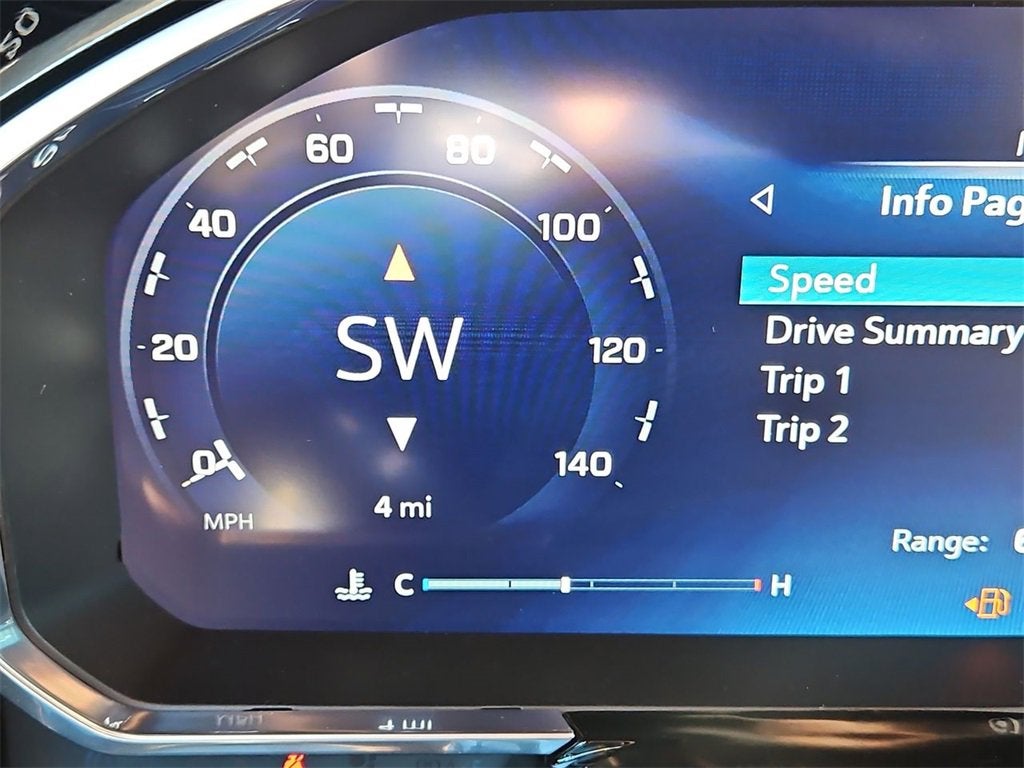 60 80
40 100
20 120
0 140
MPH
SW
4 mi
C H
Info Pag
Speed
Drive Summary
Trip 1
Trip 2
Range: